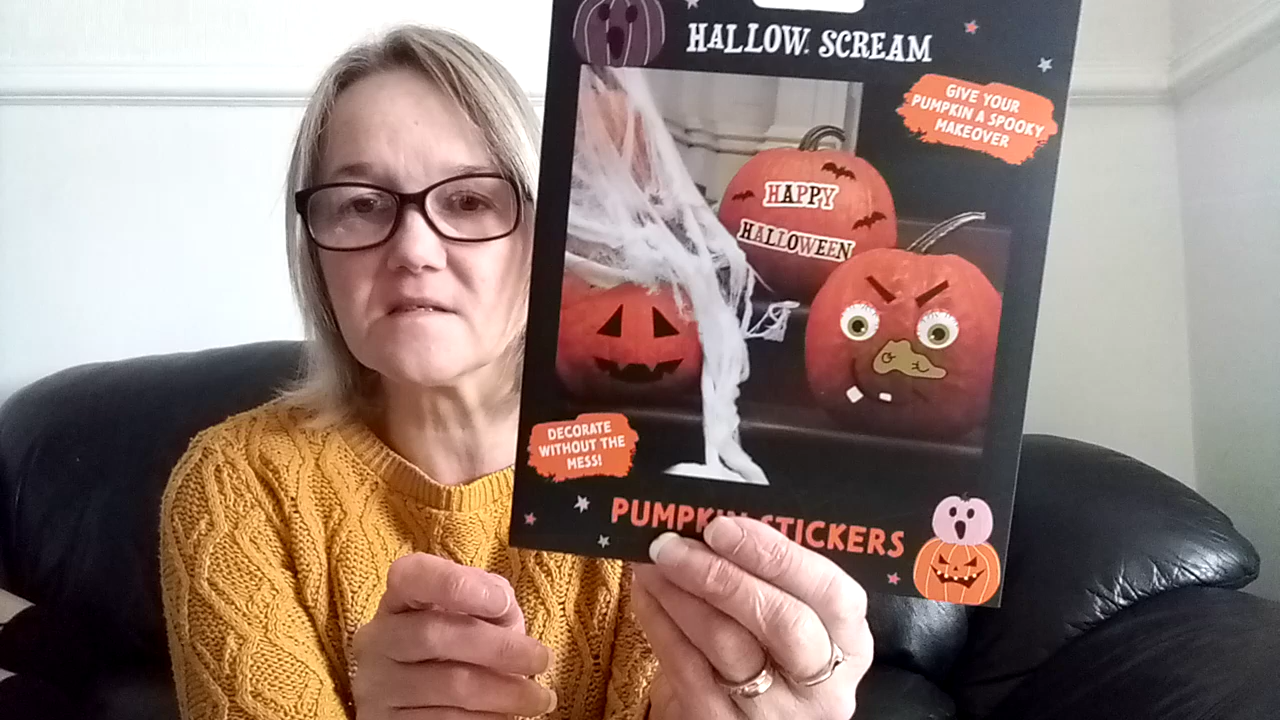 HALLOW. SCREAM
GIVE YOUR
PUMPKIN A SPOOKY
MAKEOVER
HAPPY
HALLOWEEN
DECORATE
WITHOUT THE
MESS!
PUMPKIN STICKERS